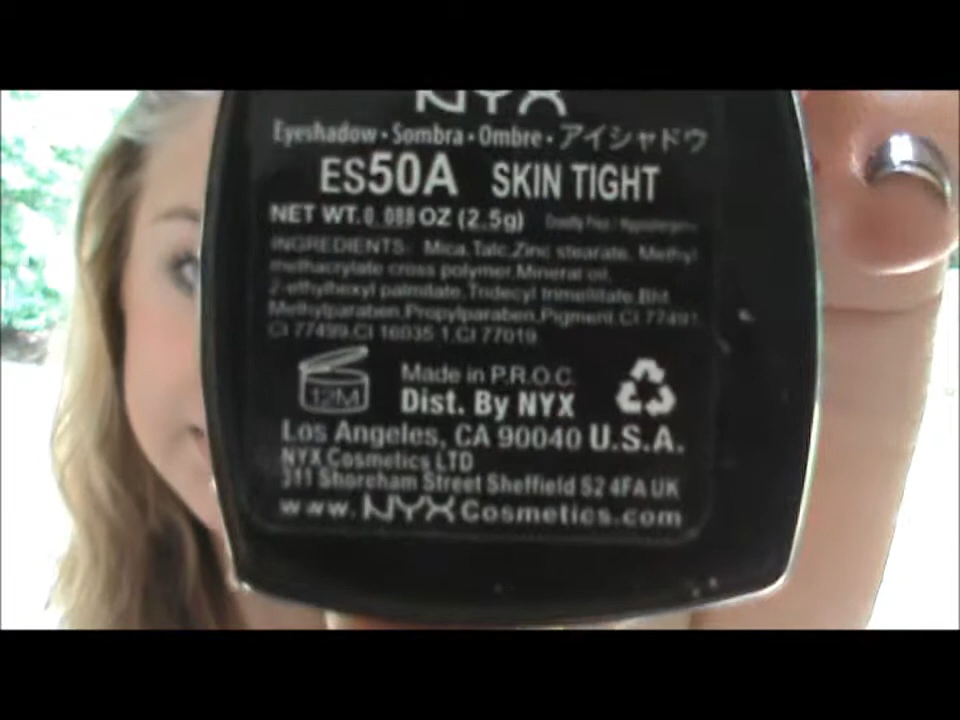 NYX
Eyeshadow · Sombra · Ombre · アイシャドウ
ES50A SKIN TIGHT
NET WT. 0.088 OZ (2.5g) Cruelty Free / Hypoallergenic
INGREDIENTS: Mica, Talc, Zinc stearate, Methyl
methacrylate cross polymer, Mineral oil,
2-ethylhexyl palmitate, Tridecyl trimellitate,
Methylparaben, Propylparaben, Pigment CI 77491,
CI 77499, CI 16035:1, CI 77019
12M
Made in P.R.O.C.
Dist. By NYX
Los Angeles, CA 90040 U.S.A.
NYX Cosmetics LTD
311 Shoreham Street Sheffield S2 4FA UK
www.NYXCosmetics.com